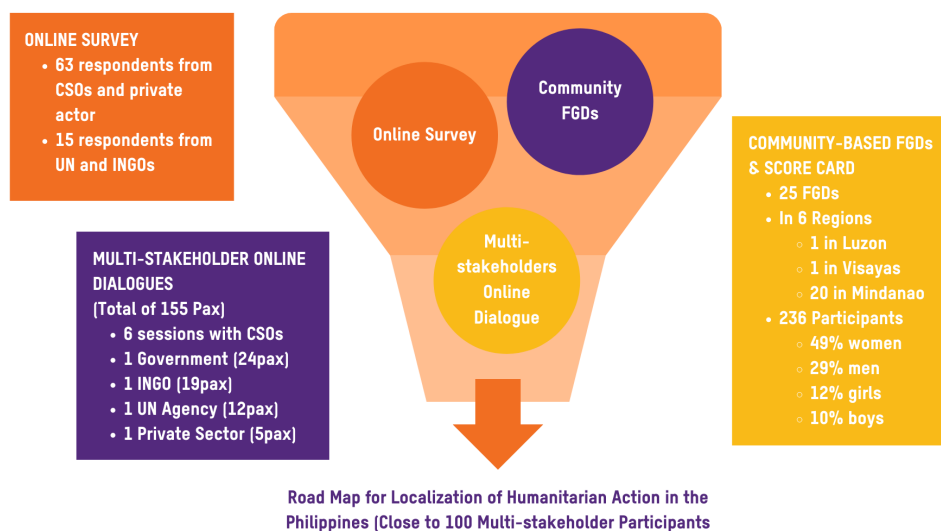 ONLINE SURVEY
• 63 respondents from
CSOs and private
actor
• 15 respondents from
UN and INGOs
Online Survey
Community
FGDs
Multi-
stakeholders
Online
Dialogue
MULTI-STAKEHOLDER ONLINE
DIALOGUES
(Total of 155 Pax)
• 6 sessions with CSOs
• 1 Government (24pax)
• 1 INGO (19pax)
• 1 UN Agency (12pax)
• 1 Private Sector (5pax)
COMMUNITY-BASED FGDs
& SCORE CARD
• 25 FGDs
• In 6 Regions
◦ 1 in Luzon
◦ 1 in Visayas
◦ 20 in Mindanao
• 236 Participants
◦ 49% women
◦ 29% men
◦ 12% girls
◦ 10% boys
Road Map for Localization of Humanitarian Action in the
Philippines (Close to 100 Multi-stakeholder Participants